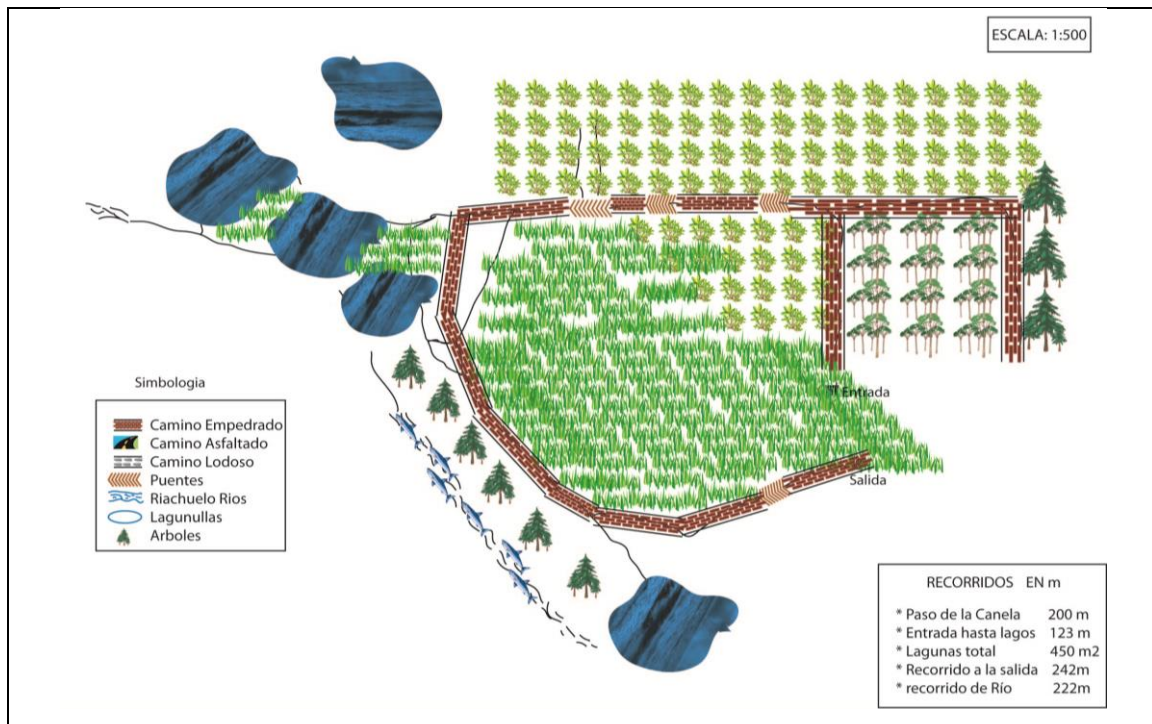 ESCALA: 1:500
Entrada
Salida
Simbologia
Camino Empedrado
Camino Asfaltado
Camino Lodoso
Puentes
Riachuelo Rios
Lagunullas
Arboles
RECORRIDOS EN m
* Paso de la Canela 200 m
* Entrada hasta lagos 123 m
* Lagunas total 450 m2
* Recorrido a la salida 242m
* recorrido de Río 222m